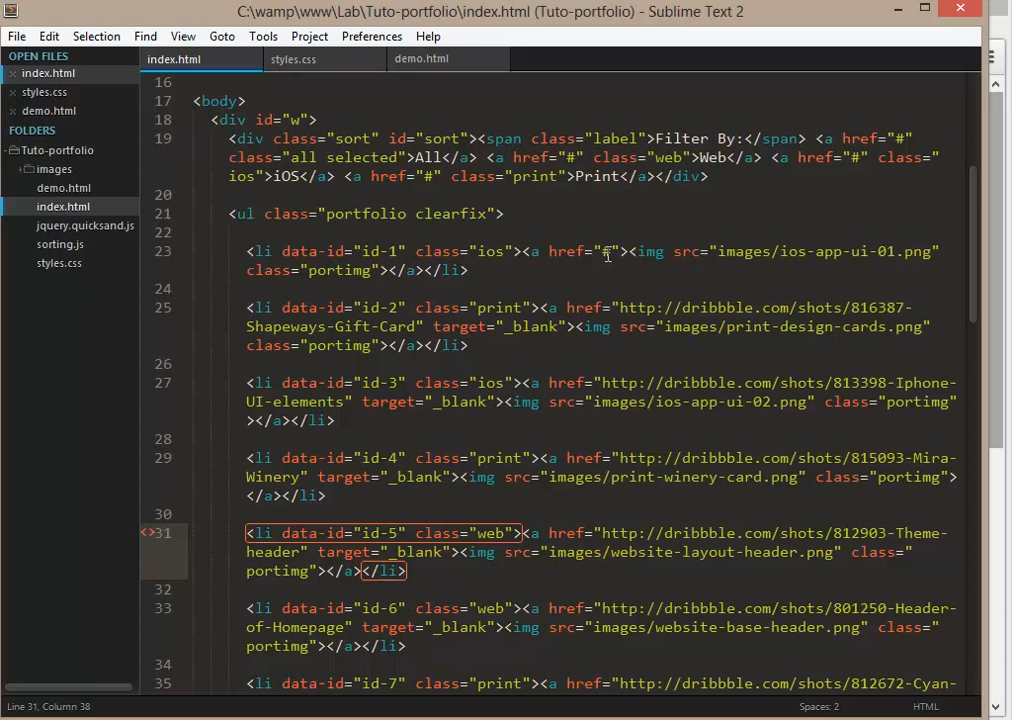 C:\wamp\www\Lab\Tuto-portfolio\index.html (Tuto-portfolio) - Sublime Text 2
File Edit Selection Find View Goto Tools Project Preferences Help
OPEN FILES
index.html
styles.css
demo.html
FOLDERS
Tuto-portfolio
images
demo.html
index.html
jquery.quicksand.js
sorting.js
styles.css
index.html styles.css demo.html
16
17 <body>
18 <div id="w">
19 <div class="sort" id="sort"><span class="label">Filter By:</span> <a href="#"
class="all selected">All</a> <a href="#" class="web">Web</a> <a href="#" class="
ios">iOS</a> <a href="#" class="print">Print</a></div>
20
21 <ul class="portfolio clearfix">
22
23 <li data-id="id-1" class="ios"><a href="#"><img src="images/ios-app-ui-01.png"
class="portimg"></a></li>
24
25 <li data-id="id-2" class="print"><a href="http://dribbble.com/shots/816387-
Shapeways-Gift-Card" target="_blank"><img src="images/print-design-cards.png"
class="portimg"></a></li>
26
27 <li data-id="id-3" class="ios"><a href="http://dribbble.com/shots/813398-Iphone-
UI-elements" target="_blank"><img src="images/ios-app-ui-02.png" class="portimg"
></a></li>
28
29 <li data-id="id-4" class="print"><a href="http://dribbble.com/shots/815093-Mira-
Winery" target="_blank"><img src="images/print-winery-card.png" class="portimg">
</a></li>
30
31 <li data-id="id-5" class="web"><a href="http://dribbble.com/shots/812903-Theme-
header" target="_blank"><img src="images/website-layout-header.png" class="
portimg"></a></li>
32
33 <li data-id="id-6" class="web"><a href="http://dribbble.com/shots/801250-Header-
of-Homepage" target="_blank"><img src="images/website-base-header.png" class="
portimg"></a></li>
34
35 <li data-id="id-7" class="print"><a href="http://dribbble.com/shots/812672-Cyan-
Line 31, Column 38 Spaces: 2 HTML